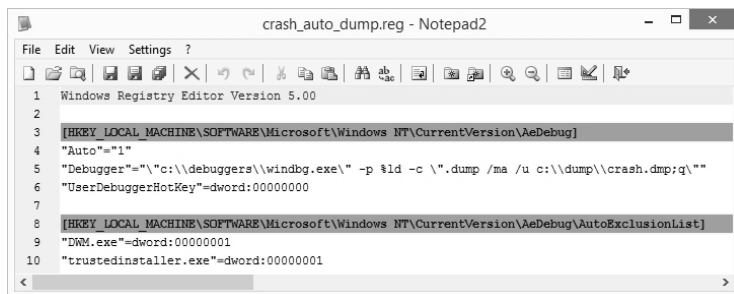 crash_auto_dump.reg - Notepad2
File Edit View Settings ?
1 Windows Registry Editor Version 5.00
2
3 [HKEY_LOCAL_MACHINE\SOFTWARE\Microsoft\Windows NT\CurrentVersion\AeDebug]
4 "Auto"="1"
5 "Debugger"="\"c:\\debuggers\\windbg.exe\" -p %ld -c \".dump /ma /u c:\\dump\\crash.dmp;q\""
6 "UserDebuggerHotKey"=dword:00000000
7
8 [HKEY_LOCAL_MACHINE\SOFTWARE\Microsoft\Windows NT\CurrentVersion\AeDebug\AutoExclusionList]
9 "DWM.exe"=dword:00000001
10 "trustedinstaller.exe"=dword:00000001